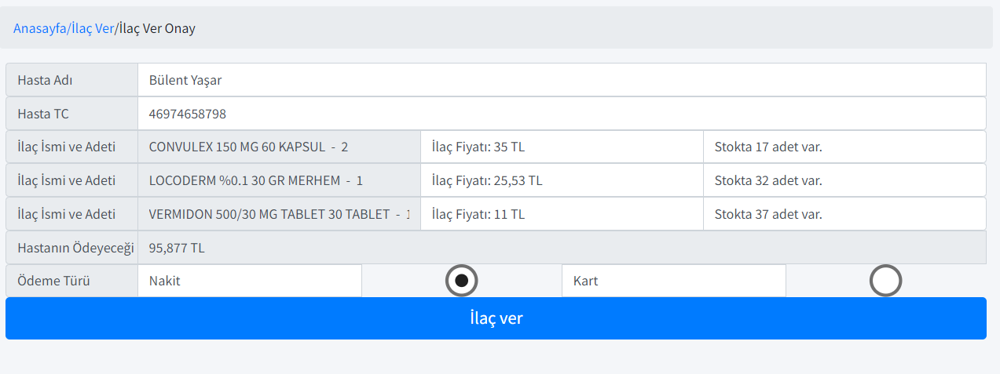 Anasayfa/İlaç Ver/İlaç Ver Onay
Hasta Adı Bülent Yaşar
Hasta TC 46974658798
İlaç İsmi ve Adeti CONVULEX 150 MG 60 KAPSUL - 2 İlaç Fiyatı: 35 TL Stokta 17 adet var.
İlaç İsmi ve Adeti LOCODERM %0.1 30 GR MERHEM - 1 İlaç Fiyatı: 25,53 TL Stokta 32 adet var.
İlaç İsmi ve Adeti VERMIDON 500/30 MG TABLET 30 TABLET - İlaç Fiyatı: 11 TL Stokta 37 adet var.
Hastanın Ödeyeceği 95,877 TL
Ödeme Türü Nakit Kart
İlaç ver